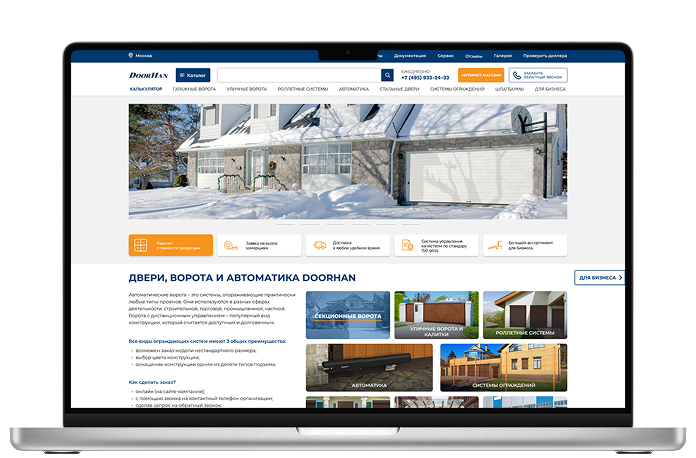 Москва
Документация
Сервис
Отзывы
Галерея
Проверить диллера
DOORHAN
Каталог
ЕЖЕДНЕВНО
+7 (495) 933-24-33
ИНТЕРНЕТ-МАГАЗИН
ЗАКАЗАТЬ
ОБРАТНЫЙ ЗВОНОК
КАЛЬКУЛЯТОР
ГАРАЖНЫЕ ВОРОТА
УЛИЧНЫЕ ВОРОТА
РОЛЛЕТНЫЕ СИСТЕМЫ
АВТОМАТИКА
СТАЛЬНЫЕ ДВЕРИ
СИСТЕМЫ ОГРАЖДЕНИЙ
ШЛАГБАУМЫ
ДЛЯ БИЗНЕСА
Расчет
стоимости продукции
Заявка на вызов
замерщика
Доставка
в любое удобное время
Система управления
качеством по стандарту
ISO 9001
Большой ассортимент
для бизнеса
ДВЕРИ, ВОРОТА И АВТОМАТИКА DOORHAN
ДЛЯ БИЗНЕСА
Автоматические ворота – это системы, ограждающие практически
любые типы проемов. Они используются в разных сферах
деятельности: строительной, торговой, промышленной, частной.
Ворота с дистанционным управлением – популярный вид
конструкции, который считается доступным и долговечным.
Все виды ограждающих систем имеют 3 общих преимущества:
– возможен заказ модели нестандартного размера;
– выбор цвета конструкции;
– оснащение конструкции одним из десяти типов подъема.
Как сделать заказ?
– онлайн (на сайте компании);
– с помощью звонка на контактный телефон организации;
– сделав запрос на обратный звонок.
СЕКЦИОННЫЕ ВОРОТА
УЛИЧНЫЕ ВОРОТА И
КАЛИТКИ
РОЛЛЕТНЫЕ СИСТЕМЫ
АВТОМАТИКА
СИСТЕМЫ ОГРАЖДЕНИЙ